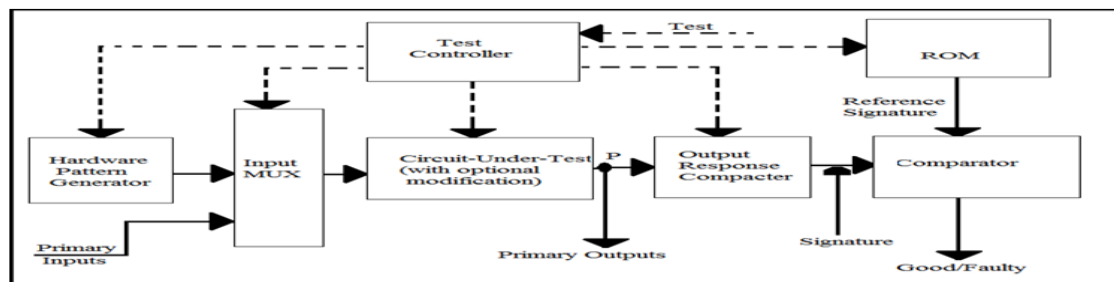 Test
Controller
Test
ROM
Reference
Signature
Hardware
Pattern
Generator
Input
MUX
Circuit-Under-Test
(with optional
modification)
P
Output
Response
Compacter
Comparator
Primary
Inputs
Primary Outputs
Signature
Good/Faulty